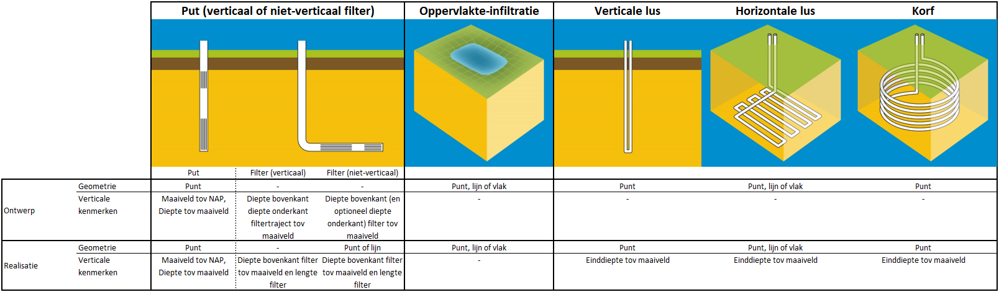 Put (verticaal of niet-verticaal filter) Oppervlakte-infiltratie Verticale lus Horizontale lus Korf
Put Filter (verticaal) Filter (niet-verticaal)
Ontwerp
Geometrie Punt - - Punt, lijn of vlak Punt Punt, lijn of vlak Punt
Verticale Maaiveld tov NAP, Diepte bovenkant Diepte bovenkant (en - - - -
kenmerken Diepte tov maaiveld diepte onderkant optioneel diepte
filtertraject tov onderkant) filter tov
maaiveld maaiveld
Realisatie
Geometrie Punt - Punt of lijn Punt, lijn of vlak Punt Punt, lijn of vlak Punt
Verticale Maaiveld tov NAP, Diepte bovenkant filter Diepte bovenkant filter - Einddiepte tov maaiveld Einddiepte tov maaiveld Einddiepte tov maaiveld
kenmerken Diepte tov maaiveld tov maaiveld en lengte tov maaiveld en lengte
filter filter